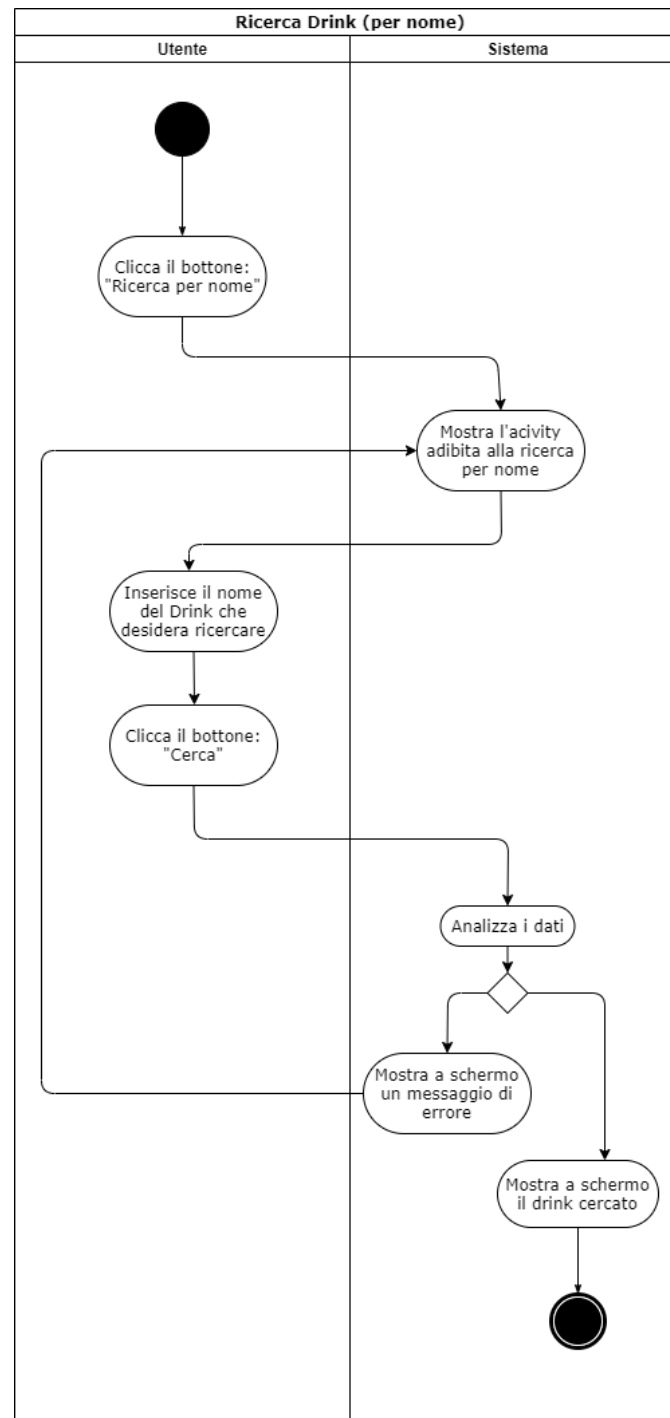 Ricerca Drink (per nome)
Utente
Sistema
Clicca il bottone:
"Ricerca per nome"
Mostra l'acivity
adibita alla ricerca
per nome
Inserisce il nome
del Drink che
desidera ricercare
Clicca il bottone:
"Cerca"
Analizza i dati
Mostra a schermo
un messaggio di
errore
Mostra a schermo
il drink cercato